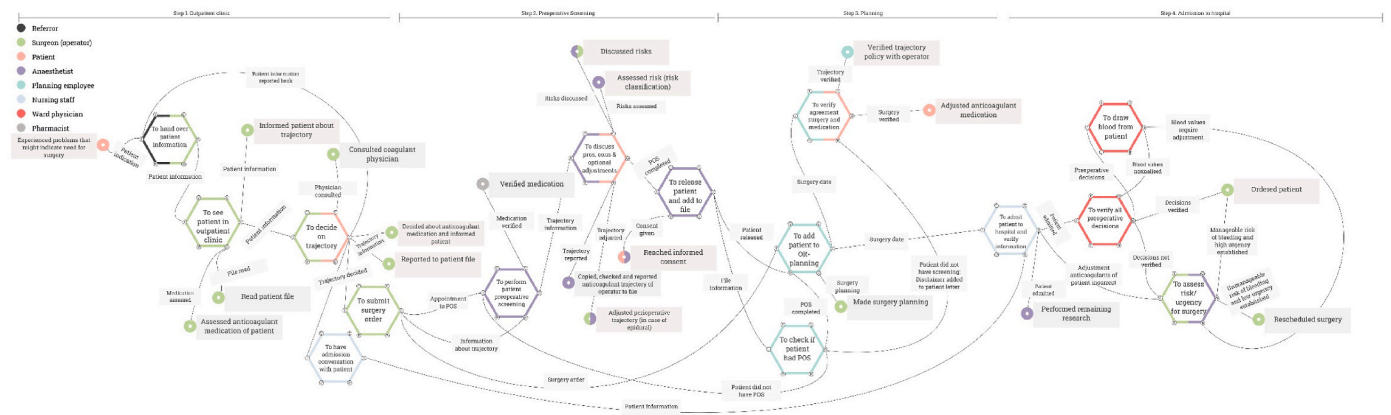 Step 1. Outpatient clinic
Step 2. Preoperative Screening
Step 3. Planning
Step 4. Admission to hospital
Referror
Surgeon (operator)
Patient
Anaesthetist
Planning employee
Nursing staff
Ward physician
Pharmacist
Experienced problems that
might indicate need for
surgery
Patient
indication
To hand over
patient
information
Patient information
reported back
Patient information
Informed patient about
trajectory
Patient information
Consulted coagulant
physician
Physician
consulted
To see
patient in
outpatient
clinic
Patient information
File read
Read patient file
Medication
assessed
Assessed anticoagulant
medication of patient
To decide
on
trajectory
Trajectory
information
Decided about anticoagulant
medication and informed
patient
Reported to patient file
Trajectory decided
To submit
surgery
order
Appointment
to POS
Information
about trajectory
To have
admission
conversation
with patient
Surgery order
Patient information
Discussed risks
Risks discussed
Assessed risk (risk
classification)
Risks assessed
To discuss
pros, cons &
optional
adjustments
POS
completed
Verified medication
Medication
verified
Trajectory
information
To perform
patient
preoperative
screening
Trajectory
reported
Trajectory
adjusted
Copied, checked and reported
anticoagulant trajectory of
operator to file
Adjusted perioperative
trajectory (in case of
epidural)
To release
patient
and add to
file
Consent
given
Reached informed
consent
Patient
released
File
information
Patient did not
have POS
Verified trajectory
policy with operator
Trajectory
verified
To verify
agreement
surgery and
medication
Surgery
verified
Adjusted anticoagulant
medication
Surgery date
To add
patient to
OR-
planning
Surgery date
Surgery
planning
Made surgery planning
POS
completed
To check if
patient
had POS
Patient did not
have screening:
Disclaimer added
to patient letter
To admit
patient to
hospital and
verify
information
Patient
admitted
Patient
admitted
Performed remaining
research
Adjustment
anticoagulants of
patient incorrect
To draw
blood from
patient
Blood values
require
adjustment
Blood values
normalised
Preoperative
decisions
To verify all
preoperative
decisions
Decisions
verified
Ordered patient
Decisions not
verified
Manageable risk
of bleeding and
high urgency
established
To assess
risk/
urgency
for surgery
Unmanageable
risk of bleeding
and low urgency
established
Rescheduled surgery